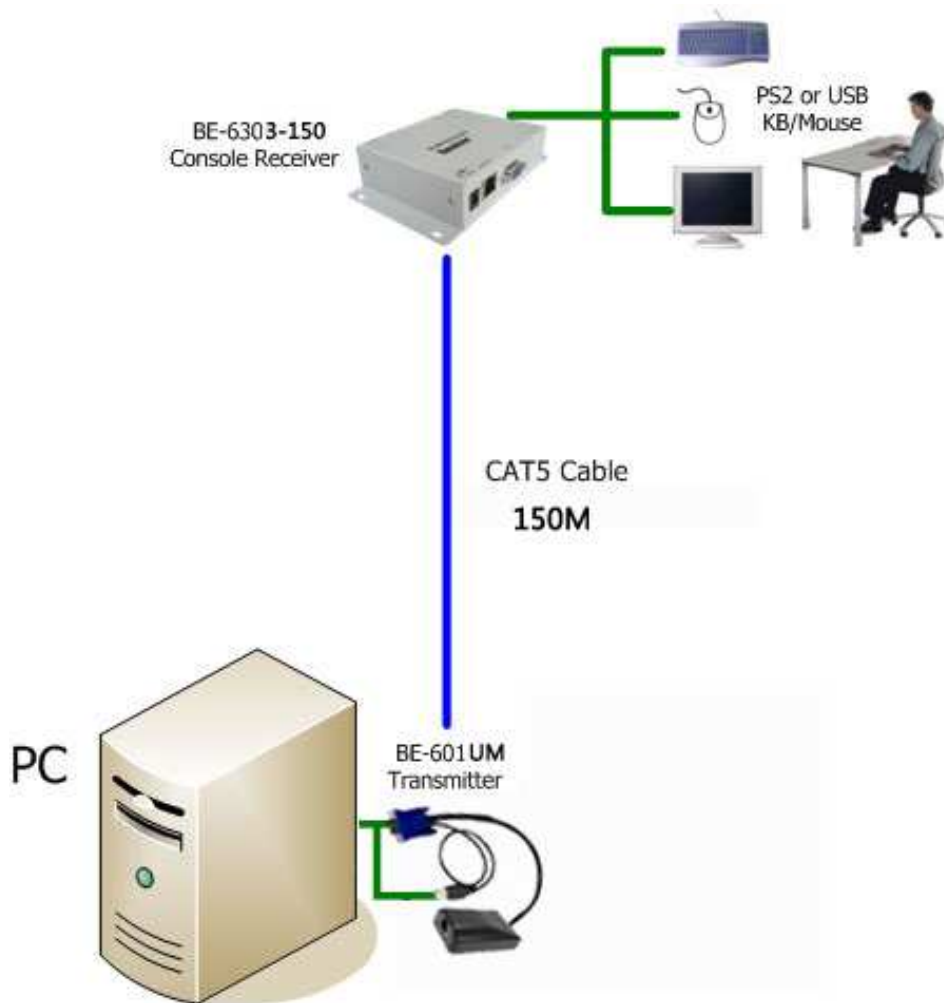 BE-6303-150
Console Receiver
PS2 or USB
KB/Mouse
CAT5 Cable
150M
PC
BE-601UM
Transmitter